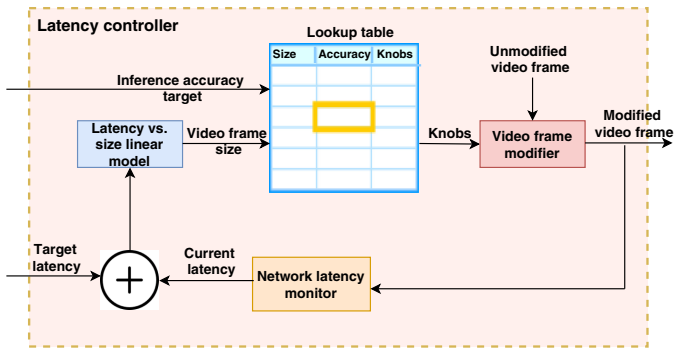 Latency controller
Lookup table
Size Accuracy Knobs
Unmodified
video frame
Inference accuracy
target
Modified
video frame
Latency vs.
size linear
model
Video frame
size
Knobs
Video frame
modifier
Target
latency
+
Current
latency
Network latency
monitor